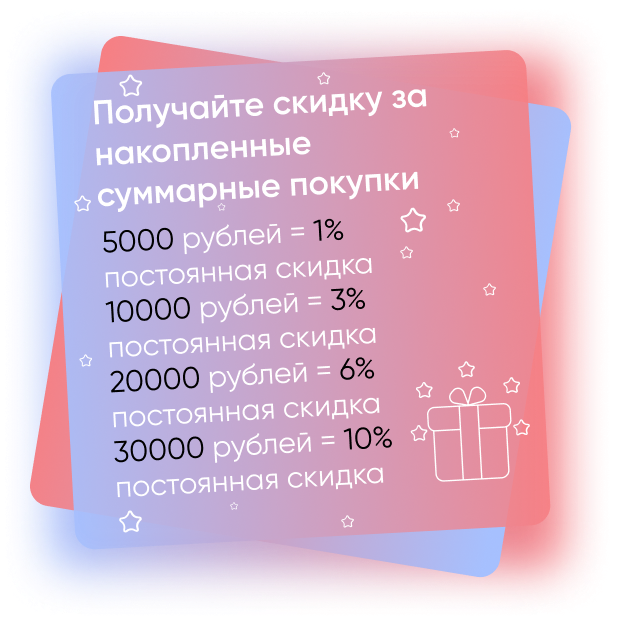 Получайте скидку за
накопленные
суммарные покупки
5000 рублей = 1%
постоянная скидка
10000 рублей = 3%
постоянная скидка
20000 рублей = 6%
постоянная скидка
30000 рублей = 10%
постоянная скидка